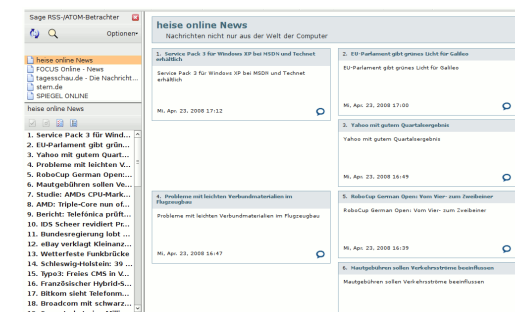 Sage RSS-/ATOM-Betrachter
Optionen
heise online News
FOCUS Online - News
tagesschau.de - Die Nachricht...
stern.de
SPIEGEL ONLINE
heise online News
1. Service Pack 3 für Wind...
2. EU-Parlament gibt grün...
3. Yahoo mit gutem Quart...
4. Probleme mit leichten V...
5. RoboCup German Open:...
6. Mautgebühren sollen Ve...
7. Studie: AMDs CPU-Mark...
8. AMD: Triple-Core nun of...
9. Bericht: Telefónica prüft...
10. IDS Scheer revidiert Pr...
11. Bundesregierung lobt ...
12. eBay verklagt Kleinanz...
13. Wetterfeste Funkbrücke
14. Schleswig-Holstein: 39 ...
15. Typo3: Freies CMS in V...
16. Französischer Hybrid-S...
17. Bitkom sieht Telefonm...
18. Broadcom mit schwarz...
heise online News
Nachrichten nicht nur aus der Welt der Computer
1. Service Pack 3 für Windows XP bei MSDN und Technet
erhältlich
Service Pack 3 für Windows XP bei MSDN und Technet
erhältlich
Mi, Apr. 23, 2008 17:12
2. EU-Parlament gibt grünes Licht für Galileo
EU-Parlament gibt grünes Licht für Galileo
Mi, Apr. 23, 2008 17:00
3. Yahoo mit gutem Quartalsergebnis
Yahoo mit gutem Quartalsergebnis
Mi, Apr. 23, 2008 16:49
4. Probleme mit leichten Verbundmaterialien im
Flugzeugbau
Probleme mit leichten Verbundmaterialien im Flugzeugbau
Mi, Apr. 23, 2008 16:47
5. RoboCup German Open: Vom Vier- zum Zweibeiner
RoboCup German Open: Vom Vier- zum Zweibeiner
Mi, Apr. 23, 2008 16:39
6. Mautgebühren sollen Verkehrsströme beeinflussen
Mautgebühren sollen Verkehrsströme beeinflussen